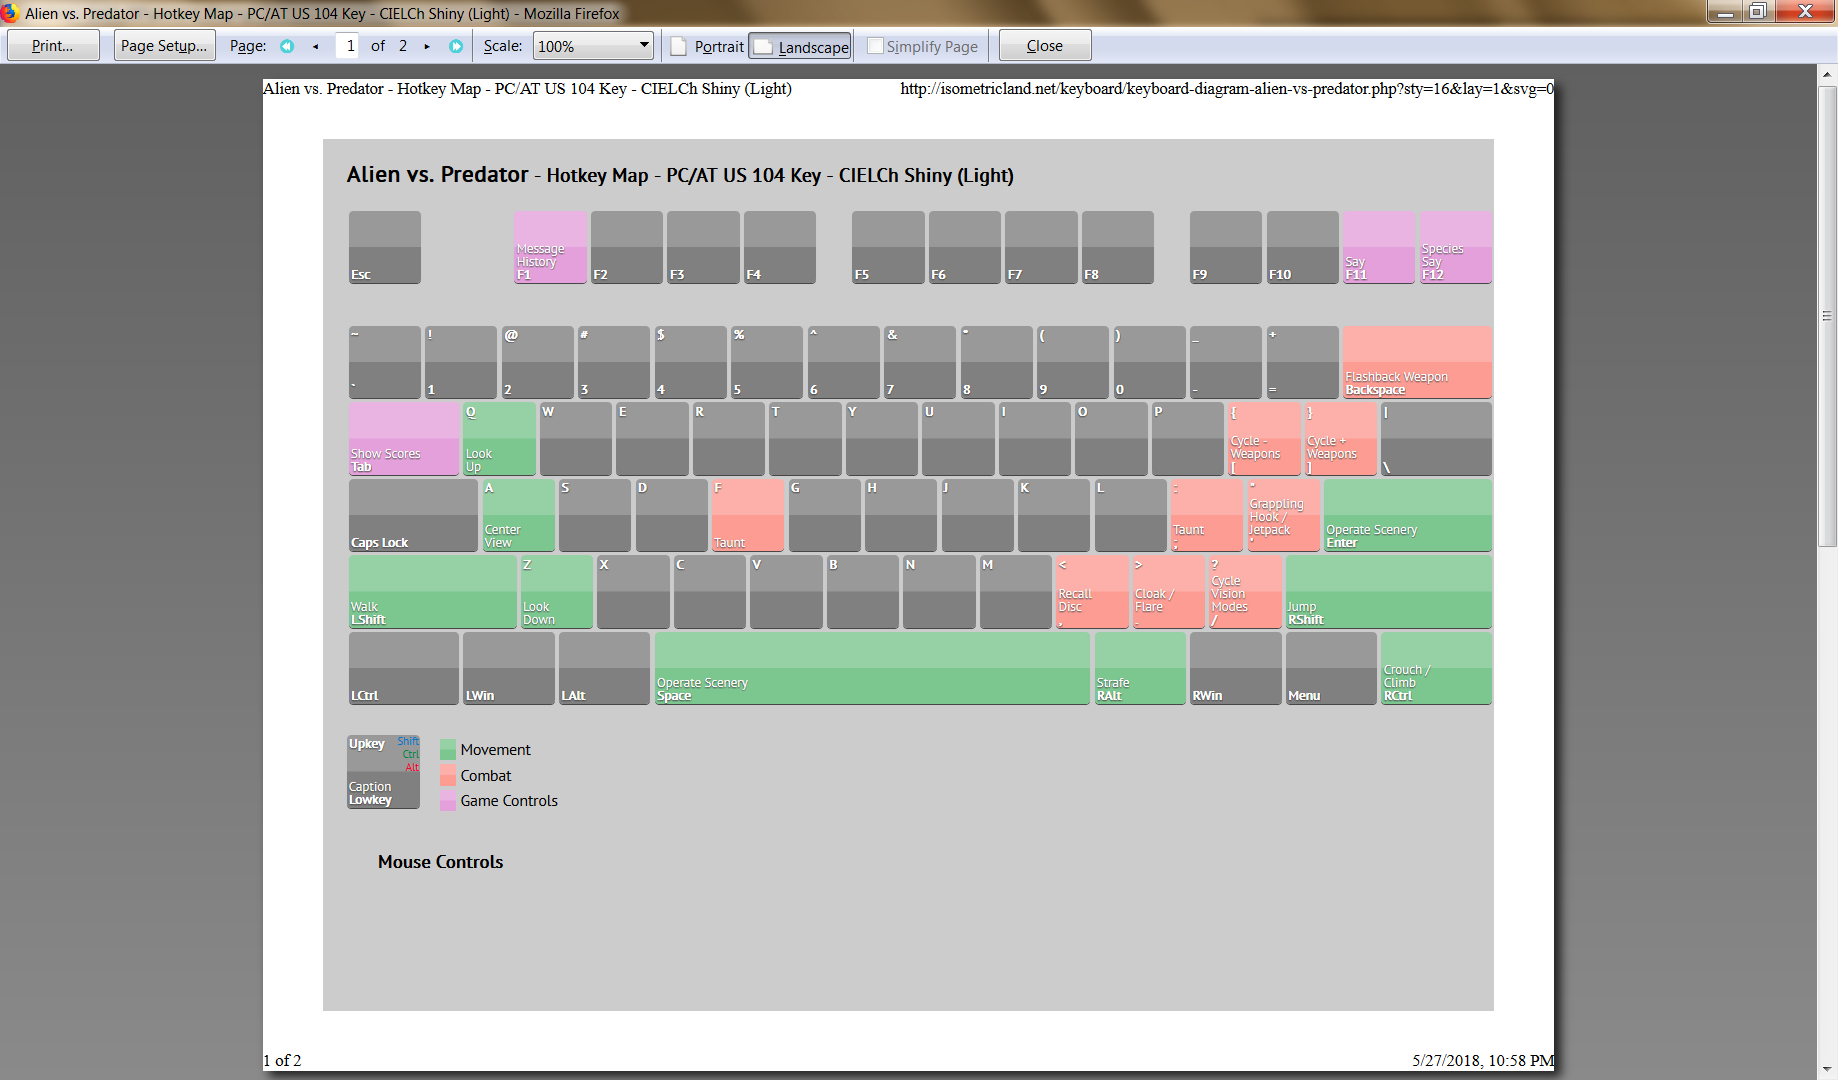 Alien vs. Predator - Hotkey Map - PC/AT US 104 Key - CIELCh Shiny (Light) - Mozilla Firefox
Print... Page Setup... Page: 1 of 2 Scale: 100% Portrait Landscape Simplify Page Close
Alien vs. Predator - Hotkey Map - PC/AT US 104 Key - CIELCh Shiny (Light) http://isometricland.net/keyboard/keyboard-diagram-alien-vs-predator.php?sty=16&lay=1&svg=0
Alien vs. Predator - Hotkey Map - PC/AT US 104 Key - CIELCh Shiny (Light)
Message Species
History Say Say
Esc F1 F2 F3 F4 F5 F6 F7 F8 F9 F10 F11 F12
~ ! @ # $ % ^ & * ( ) _ +
Flashback Weapon
` 1 2 3 4 5 6 7 8 9 0 - = Backspace
Q W E R T Y U I O P { } |
Cycle - Cycle +
Show Scores Look Weapons Weapons
Tab Up [ ] \
A S D F G H J K L : "
Grappling
Hook /
Center Taunt Jetpack Operate Scenery
Caps Lock View Taunt ; ' Enter
Z X C V B N M < > ?
Cycle
Recall Cloak / Vision
Walk Look Disc Flare Modes Jump
LShift Down , . / RShift
Crouch /
Operate Scenery Strafe Climb
LCtrl LWin LAlt Space RAlt RWin Menu RCtrl
Upkey Shift
Ctrl
Alt
Caption
Lowkey
Movement
Combat
Game Controls
Mouse Controls
1 of 2 5/27/2018, 10:58 PM